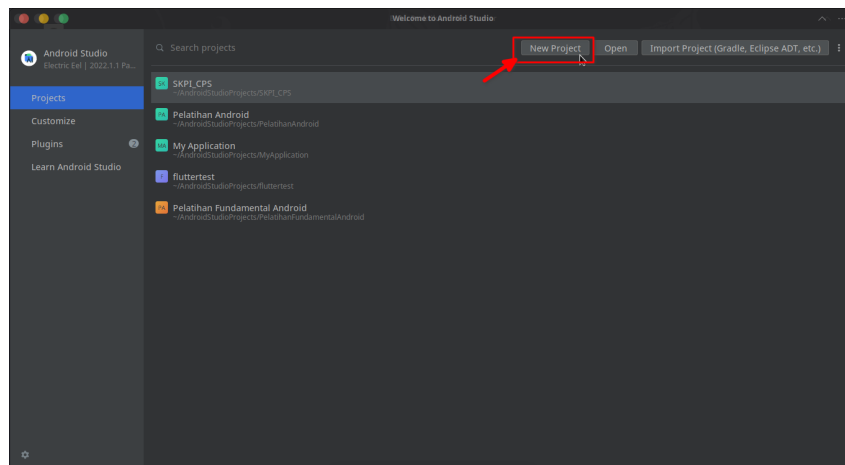 Welcome to Android Studio
Android Studio
Electric Eel | 2022.1.1 Pa...
Search projects
New Project
Open
Import Project (Gradle, Eclipse ADT, etc.)
Projects
Customize
Plugins 2
Learn Android Studio
SK SKPI_CPS
~/AndroidStudioProjects/SKPI_CPS
PA Pelatihan Android
~/AndroidStudioProjects/PelatihanAndroid
MA My Application
~/AndroidStudioProjects/MyApplication
F fluttertest
~/AndroidStudioProjects/fluttertest
PA Pelatihan Fundamental Android
~/AndroidStudioProjects/PelatihanFundamentalAndroid